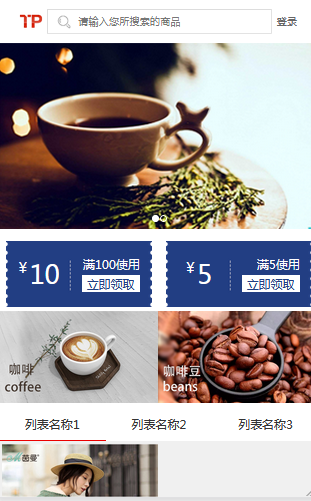 TP
请输入您所搜索的商品
登录
¥10
满100使用
立即领取
¥5
满5使用
立即领取
咖啡
coffee
咖啡豆
beans
列表名称1
列表名称2
列表名称3
茵曼